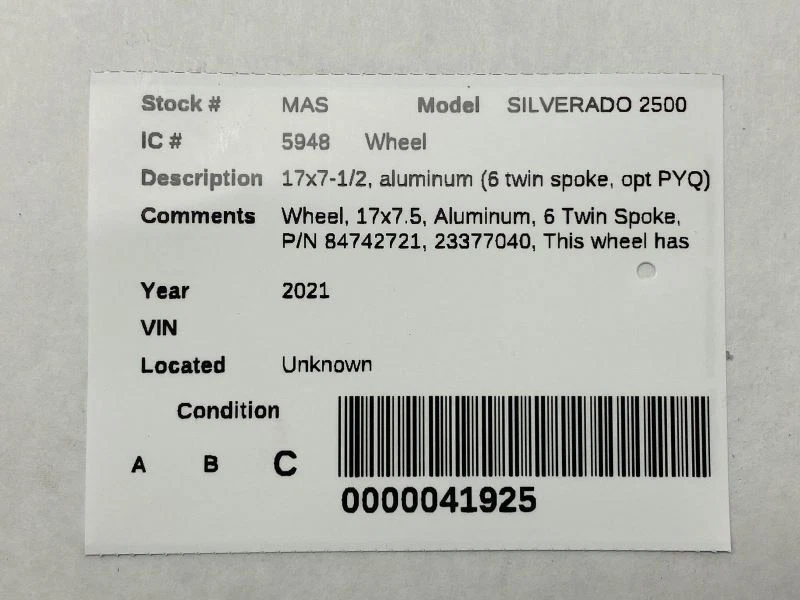 Stock # MAS Model SILVERADO 2500
IC # 5948 Wheel
Description 17x7-1/2, aluminum (6 twin spoke, opt PYQ)
Comments Wheel, 17x7.5, Aluminum, 6 Twin Spoke,
P/N 84742721, 23377040, This wheel has
Year 2021
VIN
Located Unknown
Condition
A B C
0000041925